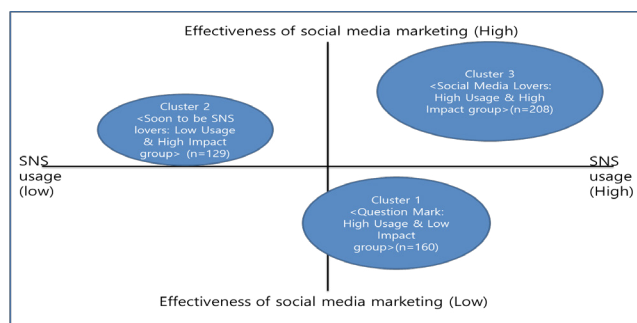 Effectiveness of social media marketing (High)
Cluster 3
<Social Media Lovers:
High Usage & High
Impact group>(n=208)
Cluster 2
<Soon to be SNS
lovers: Low Usage
& High Impact
group> (n=129)
SNS
usage
(low)
SNS
usage
(High)
Cluster 1
<Question Mark:
High Usage & Low
Impact
group>(n=160)
Effectiveness of social media marketing (Low)